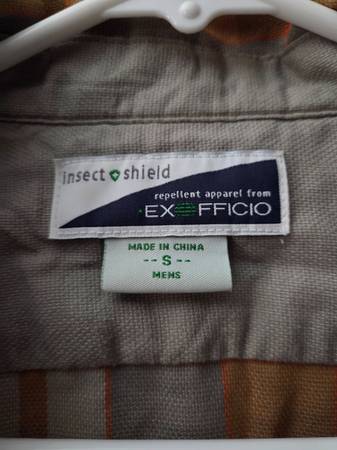 insect shield
repellent apparel from
EXOFFICIO
MADE IN CHINA
-- S --
MENS